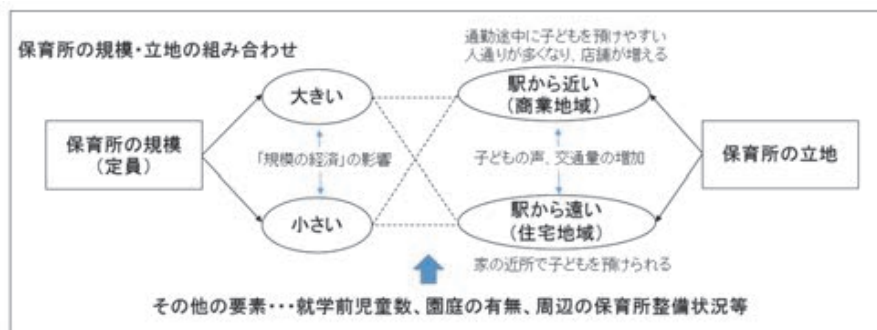 保育所の規模・立地の組み合わせ
通勤途中に子どもを預けやすい
人通りが多くなり、店舗が増える
大きい
駅から近い
(商業地域)
保育所の規模
(定員)
「規模の経済」の影響
子どもの声、交通量の増加
保育所の立地
小さい
駅から遠い
(住宅地域)
家の近所で子どもを預けられる
その他の要素・・・就学前児童数、園庭の有無、周辺の保育所整備状況等